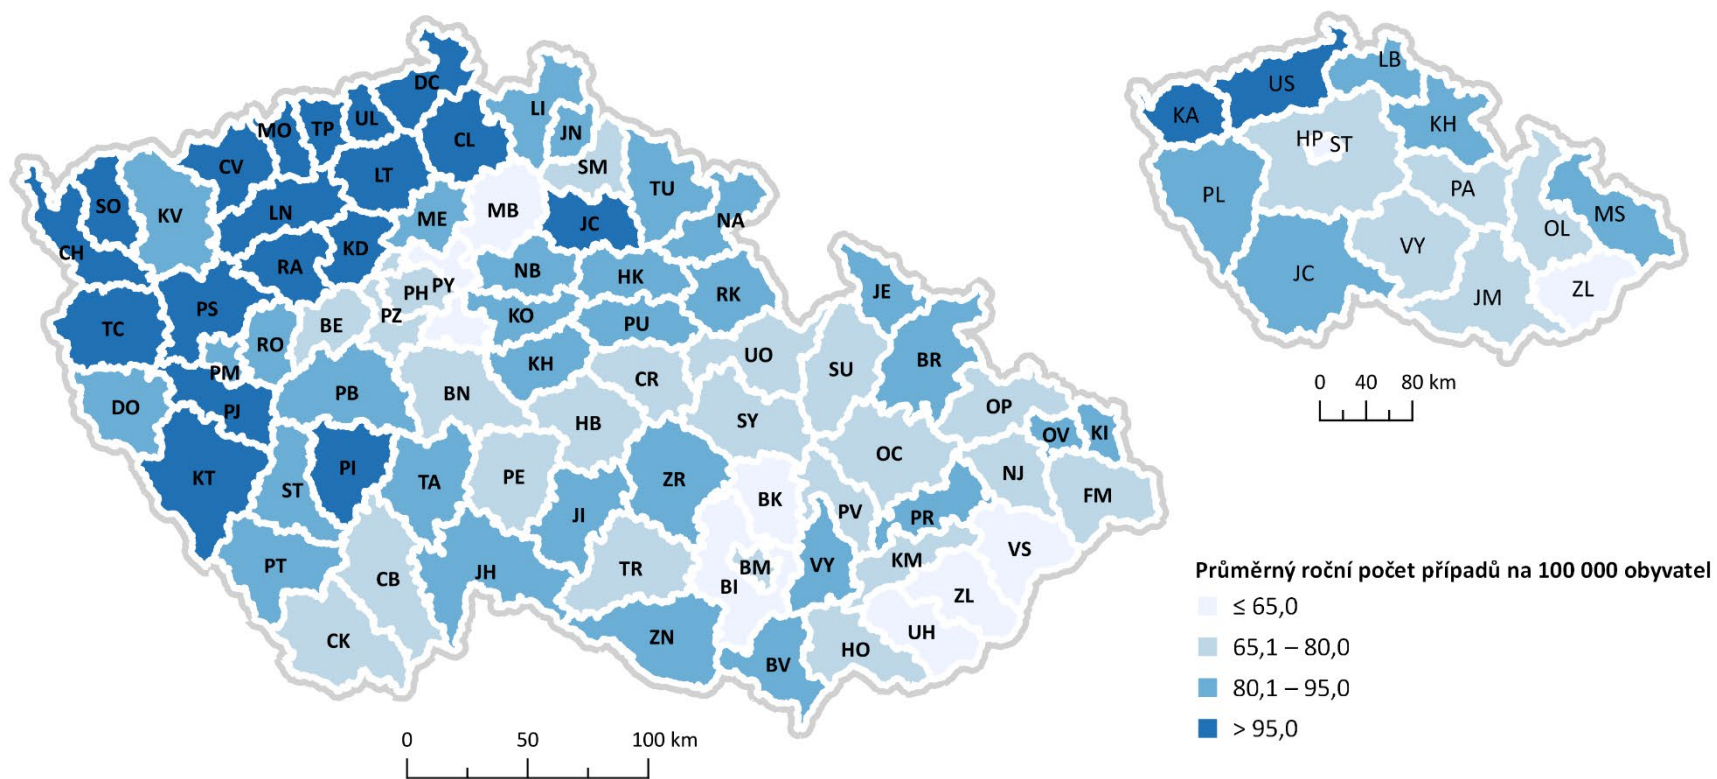 DC
LI
MO TP UL
JN
CL
CV
SM
LT
TU
SO
KV
LN
ME
MB
JC
NA
CH
RA
KD
NB
HK
PH PY
RK
JE
PS
TC
BE
PZ
KO
PU
RO
UO
BR
PM
KH
CR
SU
DO
PJ
PB
BN
OP
HB
SY
OV KI
OC
KT
ST
PI
TA
PE
ZR
NJ
FM
BK
JI
PV
PR
VS
PT
CB
JH
TR
BM
VY
KM
BI
ZL
CK
ZN
UH
BV
HO
0 50 100 km
LB
US
KA
KH
HP ST
PL
PA
MS
OL
VY
JC
JM
ZL
0 40 80 km
Průměrný roční počet případů na 100 000 obyvatel
≤ 65,0
65,1 – 80,0
80,1 – 95,0
> 95,0